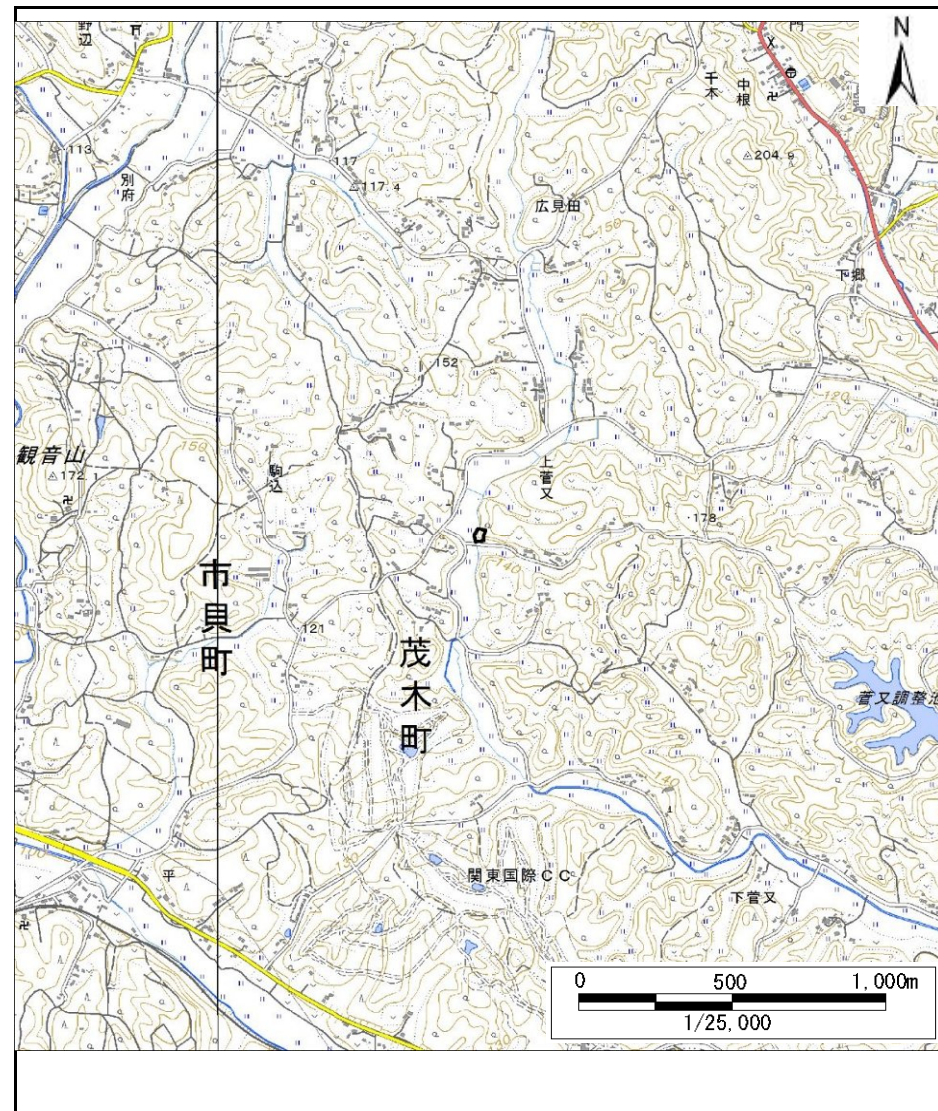 N
野辺
門
千本
中根
113
別府
117
117.4
204.9
広見田
150
下郷
152
120
観音山
172
150
駒込
上菅又
178
140
市貝町
121
茂木町
菅又調整池
140
平
関東国際CC
下菅又
0 500 1,000m
1/25,000